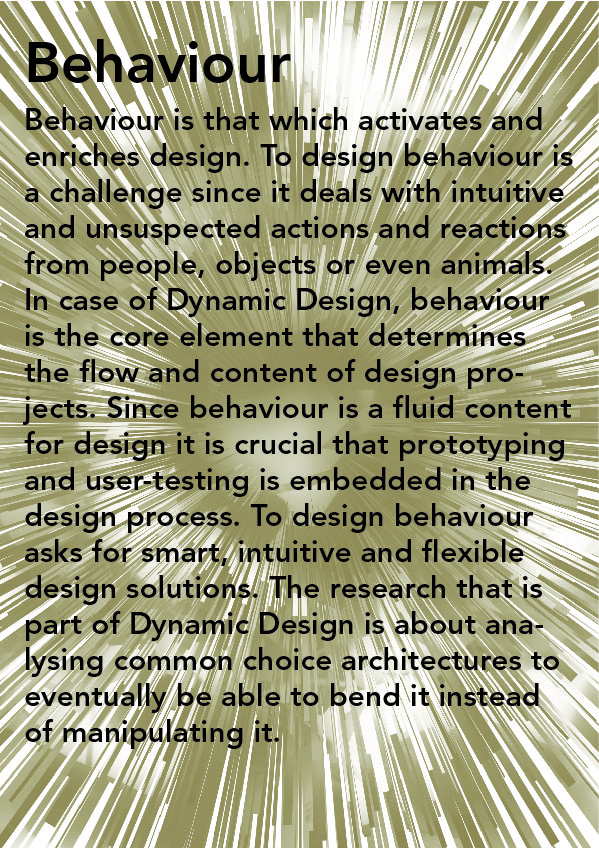 Behaviour
Behaviour is that which activates and
enriches design. To design behaviour is
a challenge since it deals with intuitive
and unsuspected actions and reactions
from people, objects or even animals.
In case of Dynamic Design, behaviour
is the core element that determines
the flow and content of design pro-
jects. Since behaviour is a fluid content
for design it is crucial that prototyping
and user-testing is embedded in the
design process. To design behaviour
asks for smart, intuitive and flexible
design solutions. The research that is
part of Dynamic Design is about ana-
lysing common choice architectures to
eventually be able to bend it instead
of manipulating it.